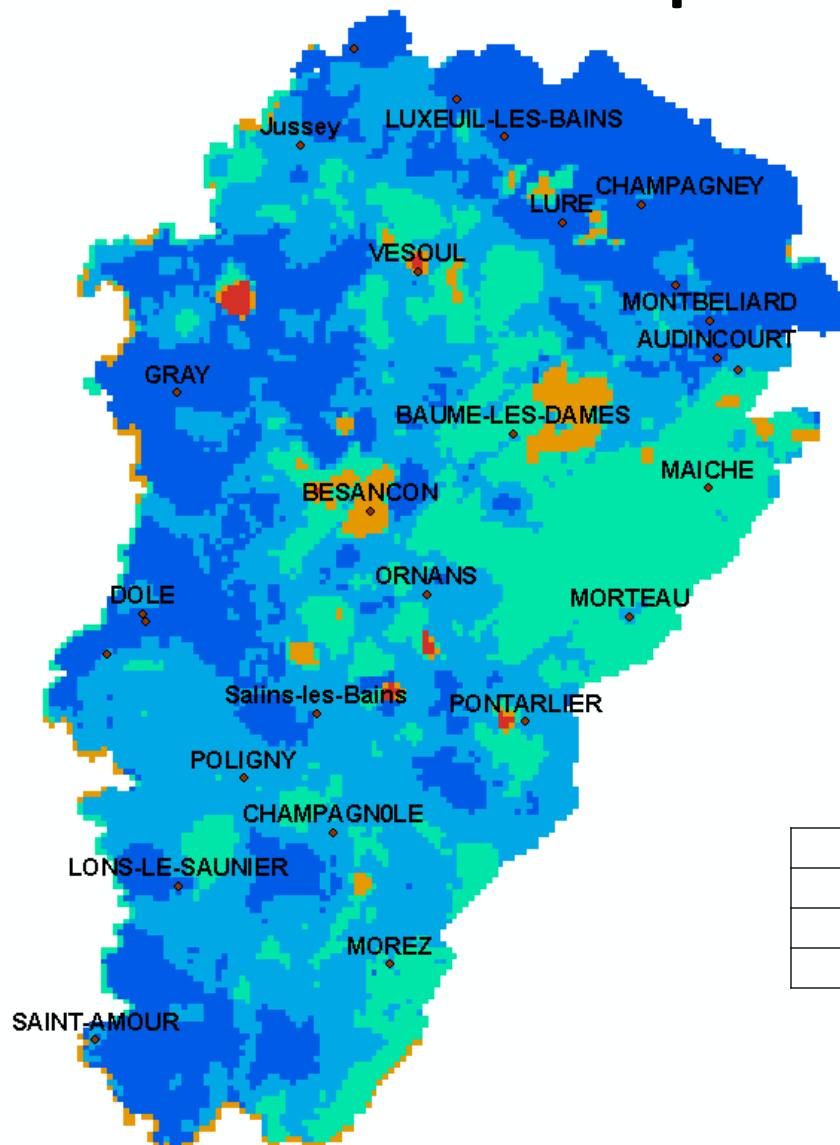 LUXEUIL-LES-BAINS
Jussey
CHAMPAGNEY
LURE
VESOUL
MONTBELIARD
AUDINCOURT
GRAY
BAUME-LES-DAMES
MAICHE
BESANCON
ORNANS
DOLE
MORTEAU
Salins-les-Bains
PONTARLIER
POLIGNY
CHAMPAGN0LE
LONS-LE-SAUNIER
MOREZ
SAINT-AMOUR